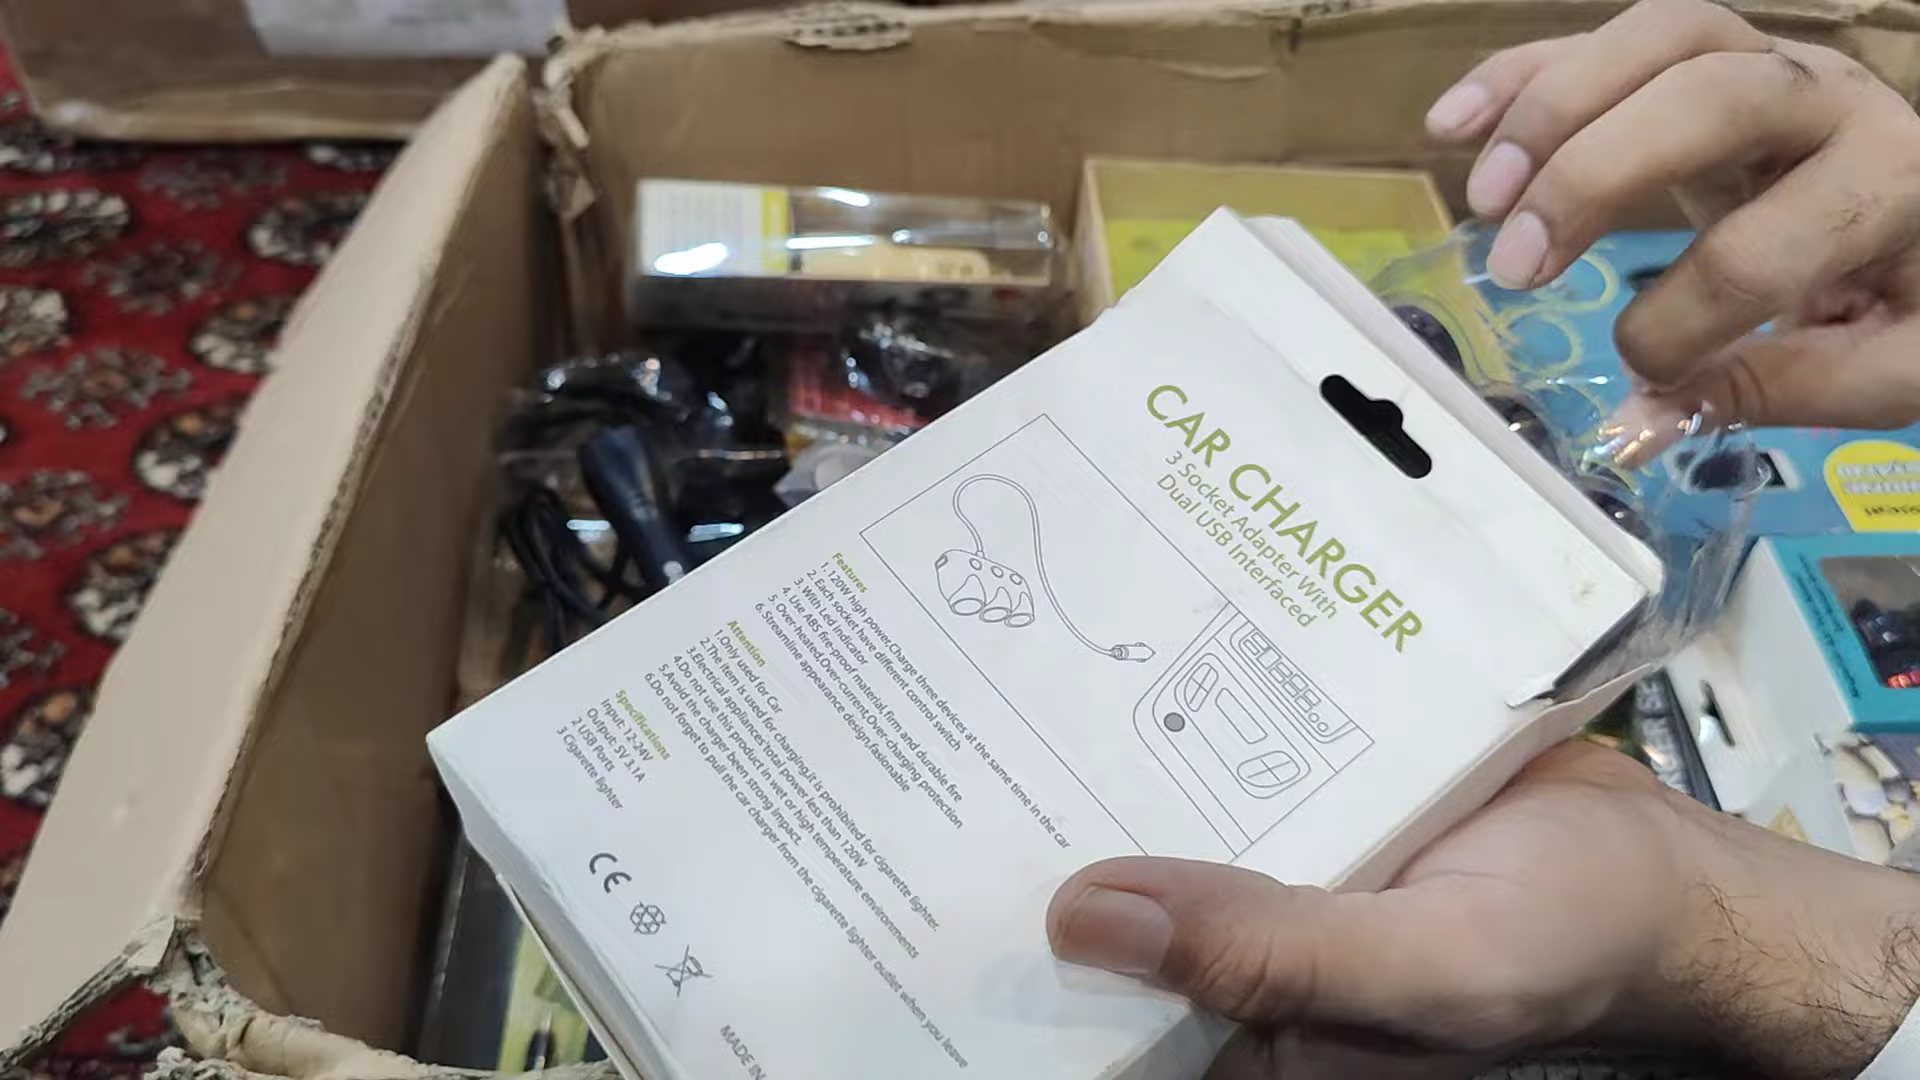 CAR CHARGER
3 Socket Adapter With
Dual USB Interfaced
Features
1, 120W high power,Charge three devices at the same time in the car
2. Each socket have different control switch
3. With Led indicator
4. Use ABS fire-proof material, firm and durable fire
5. Over-heated,Over-current,Over-charging protection
6. Streamline appearance design,fasionable
Attention
1.Only used for Car
2.The item is used for charging,it is prohibited for cigarette lighter.
3.Electrical appliances'total power less than 120W
4.Do not use this product in wet or high temperature environments
5.Avoid the charger been strong impact.
6.Do not forget to pull the car charger from the cigarette lighter outlet when you leave
Specifications
Input: 12-24V
Output: 5V 3.1A
2 USB Ports
3 Cigarette lighter
CE
MADE IN